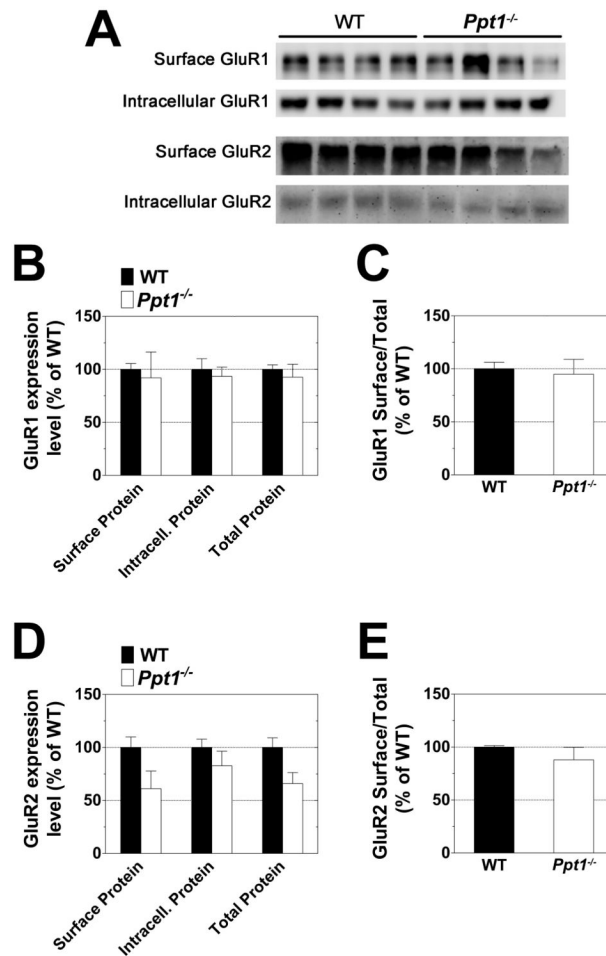 A
WT
Ppt1-/-
Surface GluR1
Intracellular GluR1
Surface GluR2
Intracellular GluR2
B
WT
Ppt1-/-
GluR1 expression
level (% of WT)
150
100
50
0
Surface Protein
Intracell. Protein
Total Protein
C
GluR1 Surface/Total
(% of WT)
150
100
50
0
WT
Ppt1-/-
D
WT
Ppt1-/-
GluR2 expression
level (% of WT)
150
100
50
0
Surface Protein
Intracell. Protein
Total Protein
E
GluR2 Surface/Total
(% of WT)
150
100
50
0
WT
Ppt1-/-